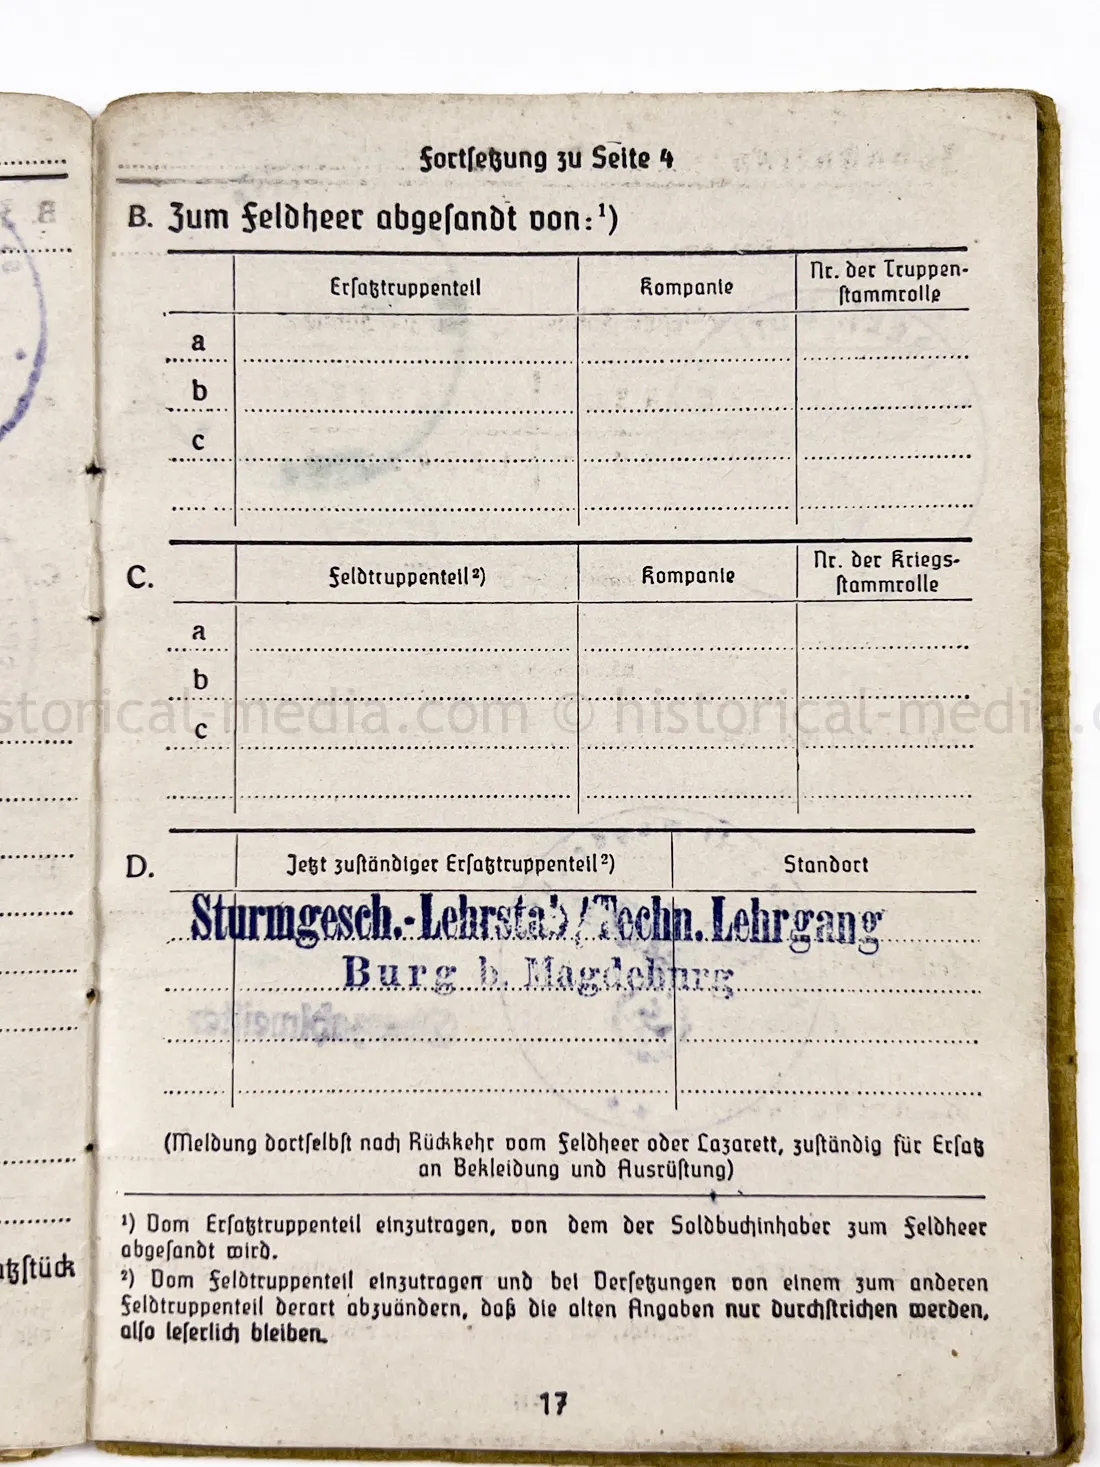 Fortsetzung zu Seite 4
B. Zum Feldheer abgesandt von:¹)
Ersatztruppenteil
Kompanie
Nr. der Truppen-
stammrolle
a
b
c
C.
Feldtruppenteil²)
Kompanie
Nr. der Kriegs-
stammrolle
a
b
c
historical-media.com © historical-media.
D.
Jetzt zuständiger Ersatztruppenteil²)
Standort
Sturmgesch.-Lehrstab/Techn. Lehrgang
Burg b. Magdeburg
(Meldung dortselbst nach Rückkehr vom Feldheer oder Lazarett, zuständig für Ersatz
an Bekleidung und Ausrüstung)
¹) Vom Ersatztruppenteil einzutragen, von dem der Soldbuchinhaber zum Feldheer
abgesandt wird.
²) Vom Feldtruppenteil einzutragen und bei Versetzungen von einem zum anderen
Feldtruppenteil derart abzuändern, daß die alten Angaben nur durchstrichen werden,
also leserlich bleiben.
17